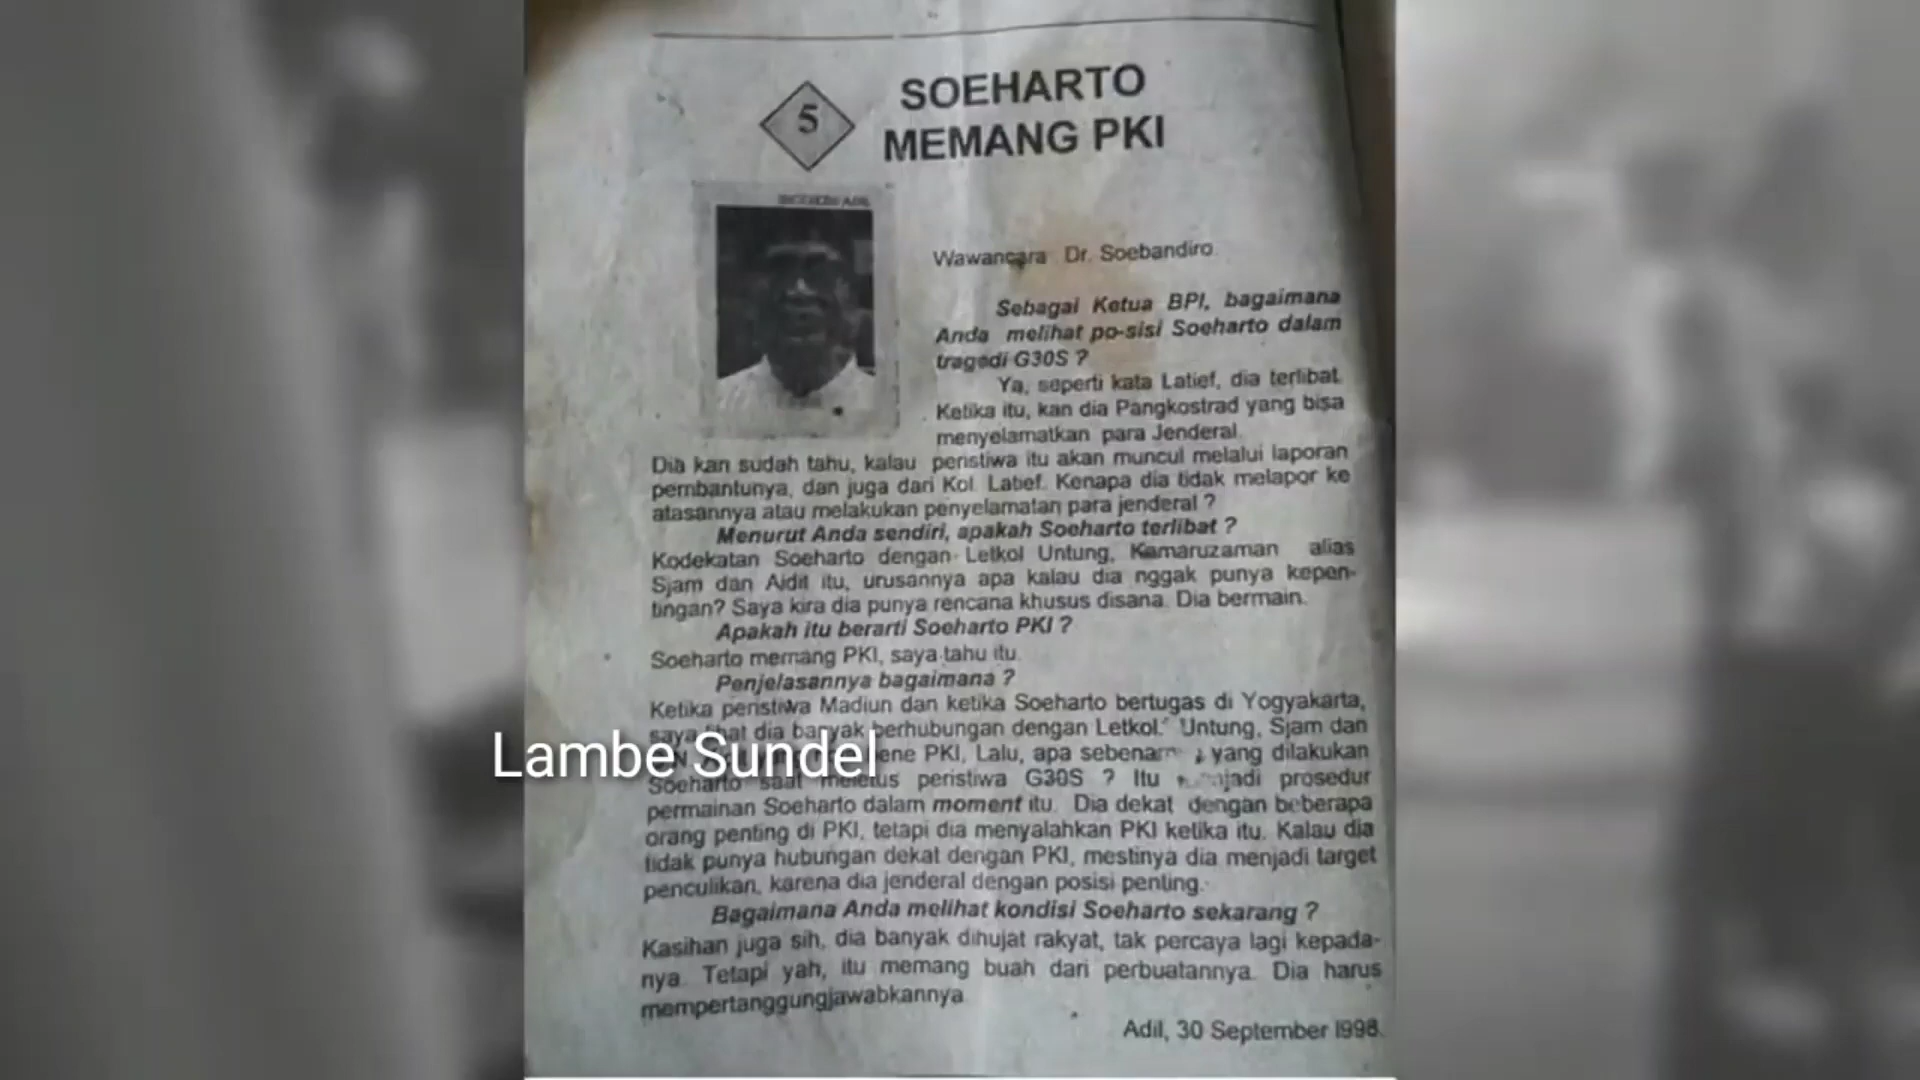 5
SOEHARTO
MEMANG PKI
Wawancara Dr. Soebandiro
Sebagai Ketua BPI, bagaimana
Anda melihat po-sisi Soeharto dalam
tragedi G30S ?
Ya, seperti kata Latief, dia terlibat.
Ketika itu, kan dia Pangkostrad yang bisa
menyelamatkan para Jenderal.
Dia kan sudah tahu, kalau peristiwa itu akan muncul melalui laporan
pembantunya, dan juga dari Kol. Latief. Kenapa dia tidak melapor ke
atasannya atau melakukan penyelamatan para jenderal ?
Menurut Anda sendiri, apakah Soeharto terlibat ?
Kedekatan Soeharto dengan Letkol Untung, Kamaruzaman alias
Sjam dan Aidit itu, urusannya apa kalau dia nggak punya kepen-
tingan? Saya kira dia punya rencana khusus disana. Dia bermain.
Apakah itu berarti Soeharto PKI ?
Soeharto memang PKI, saya tahu itu.
Penjelasannya bagaimana ?
Ketika peristiwa Madiun dan ketika Soeharto bertugas di Yogyakarta,
saya dia banyak berhubungan dengan Letkol. Untung, Sjam dan
PKI, Lalu, apa yang dilakukan
Lambe Sundel
Soeharto saat meletus peristiwa G30S ? Itu prosedur
permainan Soeharto dalam moment itu. Dia dekat dengan beberapa
orang penting di PKI, tetapi dia menyalahkan PKI ketika itu. Kalau dia
tidak punya hubungan dekat dengan PKI, mestinya dia menjadi target
penculikan, karena dia jenderal dengan posisi penting.
Bagaimana Anda melihat kondisi Soeharto sekarang ?
Kasihan juga sih, dia banyak dihujat rakyat, tak percaya lagi kepada-
nya. Tetapi yah, itu memang buah dari perbuatannya. Dia harus
mempertanggungjawabkannya.
Adil, 30 September 1998.